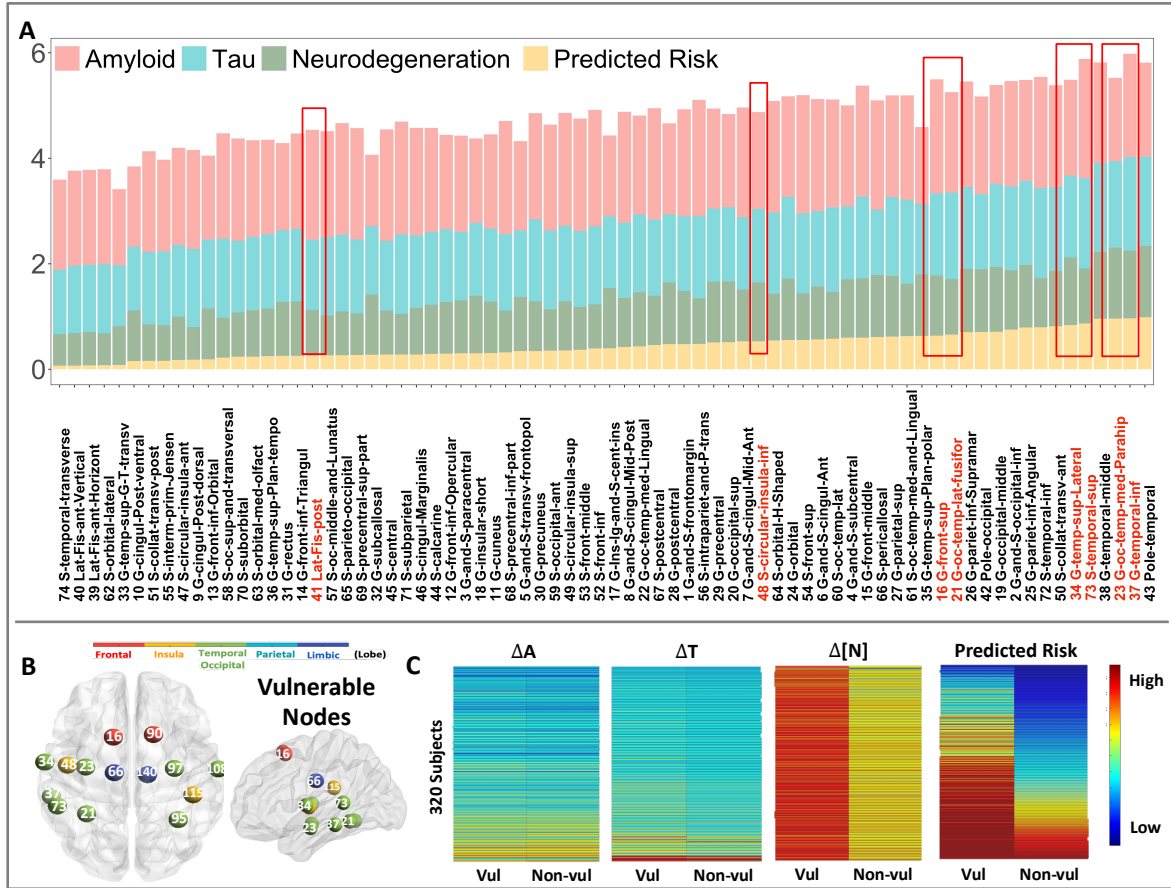 A
6
4
2
0
Amyloid Tau Neurodegeneration Predicted Risk
74 S-temporal-transverse
40 Lat-Fis-ant-Vertical
39 Lat-Fis-ant-Horizont
62 S-orbital-lateral
33 G-temp-sup-G-T-transv
10 G-cingul-Post-ventral
51 S-collat-transv-post
55 S-interm-prim-Jensen
47 S-circular-insula-ant
9 G-cingul-Post-dorsal
13 G-front-inf-Orbital
58 S-oc-sup-and-transversal
70 S-suborbital
63 S-orbital-med-olfact
36 G-temp-sup-Plan-tempo
31 G-rectus
14 G-front-inf-Triangul
41 Lat-Fis-post
57 S-oc-middle-and-Lunatus
65 S-parieto-occipital
69 S-precentral-sup-part
32 G-subcallosal
45 S-central
71 S-subparietal
46 S-cingul-Marginalis
44 S-calcarine
12 G-front-inf-Opercular
3 G-and-S-paracentral
18 G-insular-short
11 G-cuneus
68 S-precentral-inf-part
5 G-and-S-transv-frontopol
30 G-precuneus
59 S-occipital-ant
49 S-circular-insula-sup
53 S-front-middle
52 S-front-inf
17 G-Ins-lg-and-S-cent-ins
8 G-and-S-cingul-Mid-Post
22 G-oc-temp-med-Lingual
67 S-postcentral
28 G-postcentral
1 G-and-S-frontomargin
56 S-intrapariet-and-P-trans
29 G-precentral
20 G-occipital-sup
7 G-and-S-cingul-Mid-Ant
48 S-circular-insula-inf
64 S-orbital-H-Shaped
24 G-orbital
54 S-front-sup
6 G-and-S-cingul-Ant
60 S-oc-temp-lat
4 G-and-S-subcentral
15 G-front-middle
66 S-pericallosal
27 G-parietal-sup
61 S-oc-temp-med-and-Lingual
35 G-temp-sup-Plan-polar
16 G-front-sup
21 G-oc-temp-lat-fusifor
26 G-pariet-inf-Supramar
42 Pole-occipital
19 G-occipital-middle
2 G-and-S-occipital-inf
25 G-pariet-inf-Angular
72 S-temporal-inf
50 S-collat-transv-ant
34 G-temp-sup-Lateral
73 S-temporal-sup
38 G-temporal-middle
23 G-oc-temp-med-Parahip
37 G-temporal-inf
43 Pole-temporal
B
Frontal Insula Temporal Parietal Limbic (Lobe)
Occipital
Vulnerable
Nodes
16 90
34 48 23 66 140 97 108
37 115
73 21 95
16
66 15
34 73
23 37 21
C
ΔA ΔT Δ[N] Predicted Risk
320 Subjects
High
Low
Vul Non-vul Vul Non-vul Vul Non-vul Vul Non-vul